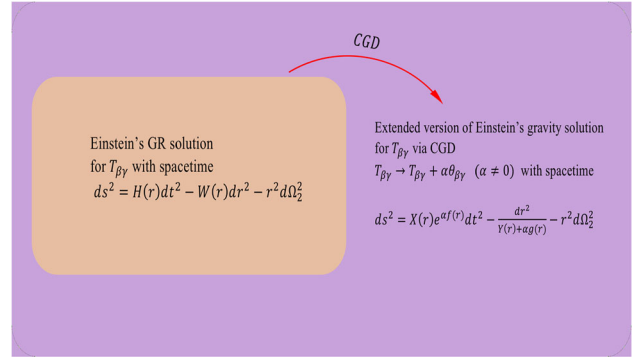 CGD
Einstein's GR solution
for T_{βγ} with spacetime
ds² = H(r)dt² − W(r)dr² − r²dΩ₂²
Extended version of Einstein's gravity solution
for T_{βγ} via CGD
T_{βγ} → T_{βγ} + αθ_{βγ} (α ≠ 0) with spacetime
ds² = X(r)e^{αf(r)}dt² − dr²/(Y(r)+αg(r)) − r²dΩ₂²